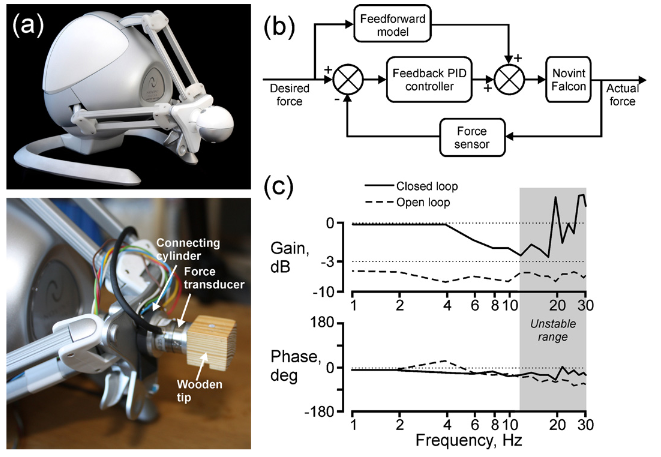 (a)
Connecting
cylinder
Force
transducer
Wooden
tip
(b)
Feedforward
model
Desired
force
+
-
Feedback PID
controller
+
+
Novint
Falcon
Actual
force
Force
sensor
(c)
Closed loop
Open loop
Gain,
dB
0
-3
-10
1 2 4 6 8 10 20 30
Unstable
range
Phase,
deg
180
0
-180
1 2 4 6 8 10 20 30
Frequency, Hz